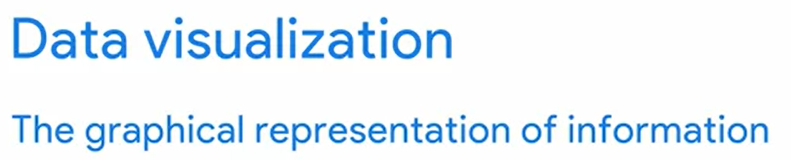 Data visualization
The graphical representation of information